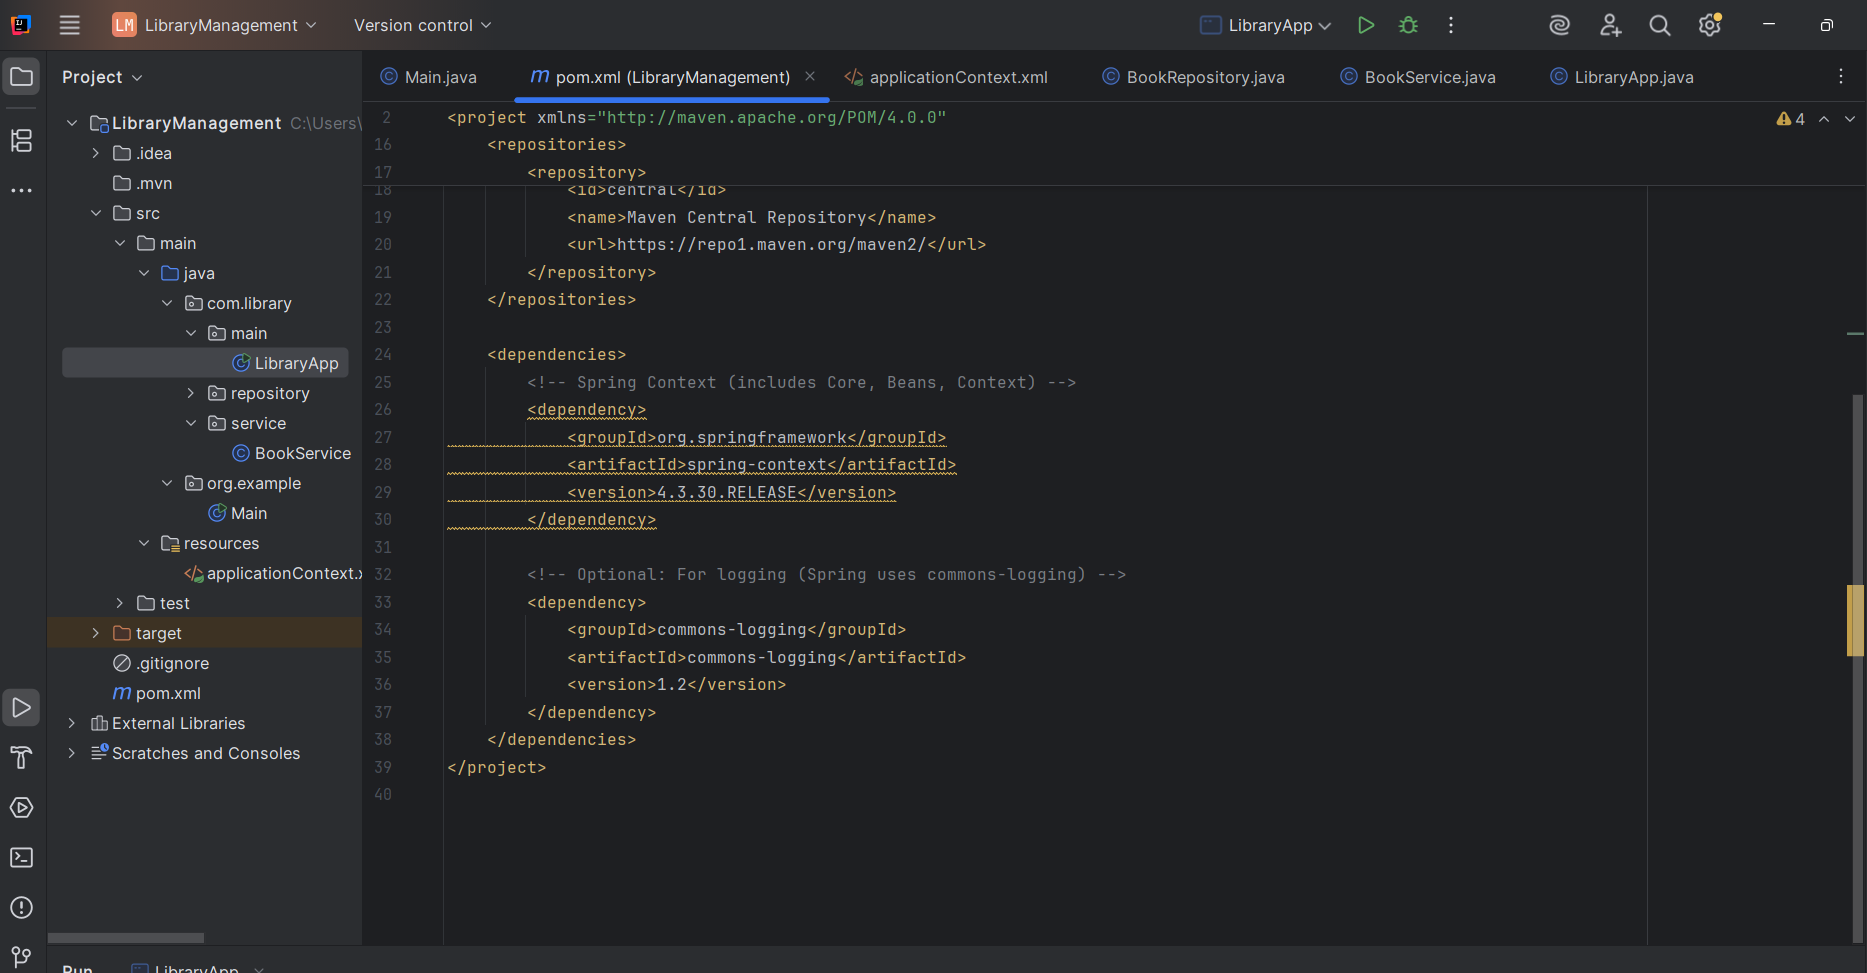 LM LibraryManagement
Version control
LibraryApp
Project
Main.java
pom.xml (LibraryManagement)
applicationContext.xml
BookRepository.java
BookService.java
LibraryApp.java
LibraryManagement C:\Users\
.idea
.mvn
src
main
java
com.library
main
LibraryApp
repository
service
BookService
org.example
Main
resources
applicationContext.x
test
target
.gitignore
pom.xml
External Libraries
Scratches and Consoles
4
2 <project xmlns="http://maven.apache.org/POM/4.0.0"
16 <repositories>
17 <repository>
18 <id>central</id>
19 <name>Maven Central Repository</name>
20 <url>https://repo1.maven.org/maven2/</url>
21 </repository>
22 </repositories>
23
24 <dependencies>
25 <!-- Spring Context (includes Core, Beans, Context) -->
26 <dependency>
27 <groupId>org.springframework</groupId>
28 <artifactId>spring-context</artifactId>
29 <version>4.3.30.RELEASE</version>
30 </dependency>
31
32 <!-- Optional: For logging (Spring uses commons-logging) -->
33 <dependency>
34 <groupId>commons-logging</groupId>
35 <artifactId>commons-logging</artifactId>
36 <version>1.2</version>
37 </dependency>
38 </dependencies>
39 </project>
40
Run
LibraryApp